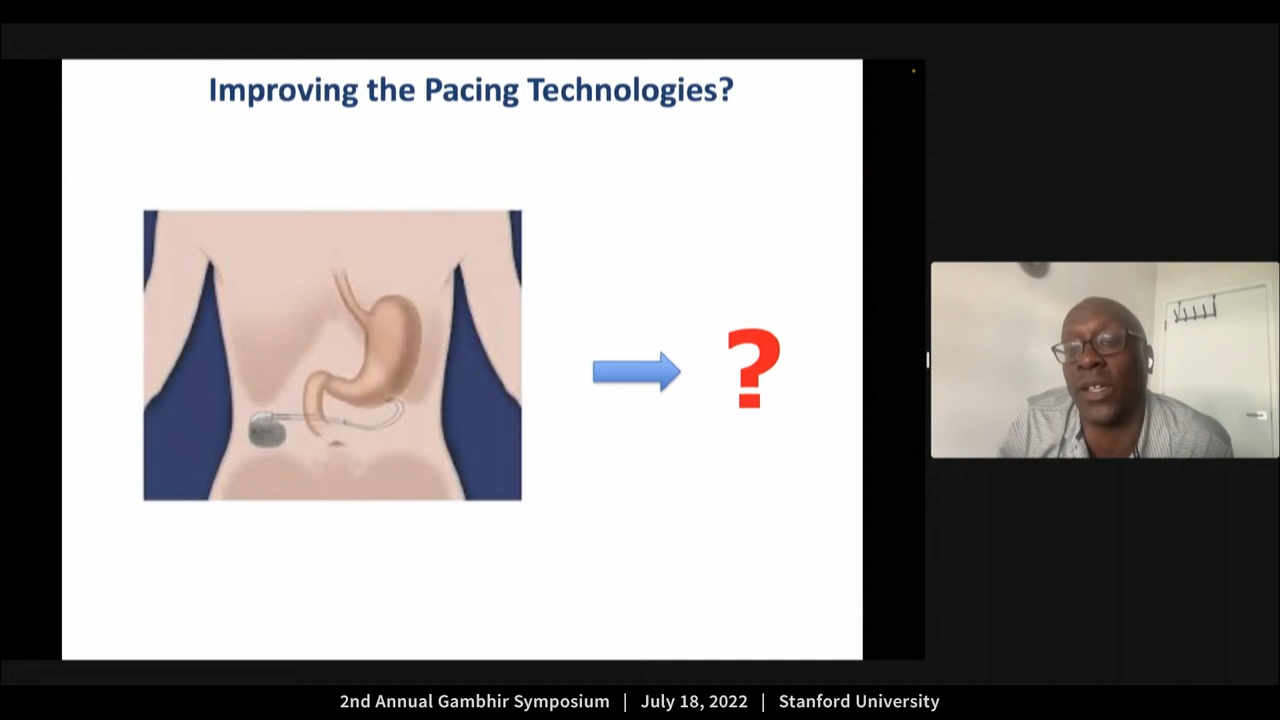 Improving the Pacing Technologies?
?
2nd Annual Gambhir Symposium | July 18, 2022 | Stanford University